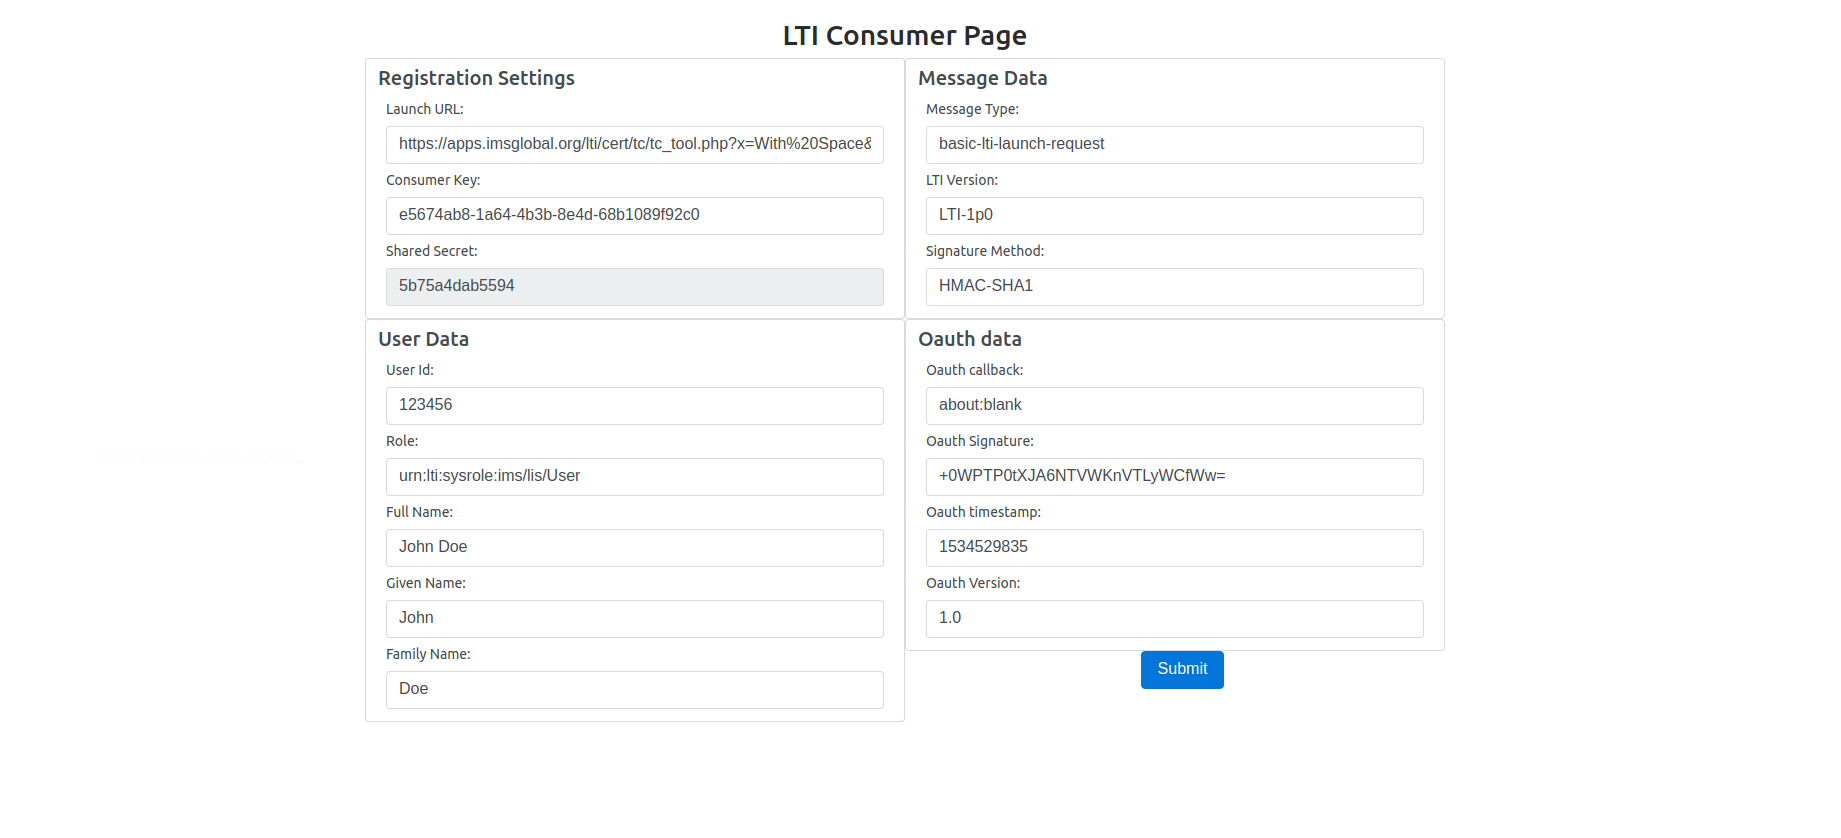 LTI Consumer Page
Registration Settings
Launch URL:
https://apps.imsglobal.org/lti/cert/tc/tc_tool.php?x=With%20Space&
Consumer Key:
e5674ab8-1a64-4b3b-8e4d-68b1089f92c0
Shared Secret:
5b75a4dab5594
Message Data
Message Type:
basic-lti-launch-request
LTI Version:
LTI-1p0
Signature Method:
HMAC-SHA1
User Data
User Id:
123456
Role:
urn:lti:sysrole:ims/lis/User
Full Name:
John Doe
Given Name:
John
Family Name:
Doe
Oauth data
Oauth callback:
about:blank
Oauth Signature:
+0WPTP0tXJA6NTVWKnVTLyWCfWw=
Oauth timestamp:
1534529835
Oauth Version:
1.0
Submit